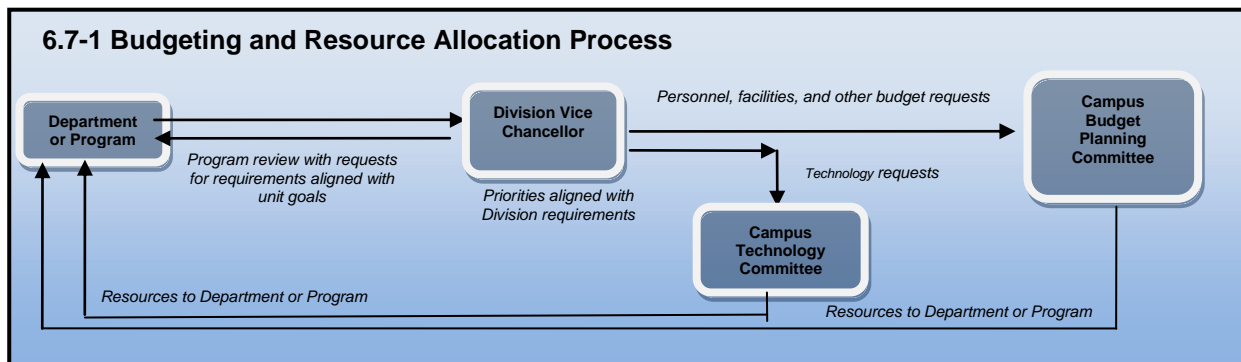 6.7-1 Budgeting and Resource Allocation Process
Department
or Program
Program review with requests
for requirements aligned with
unit goals
Division Vice
Chancellor
Priorities aligned with
Division requirements
Personnel, facilities, and other budget requests
Technology requests
Campus
Budget
Planning
Committee
Campus
Technology
Committee
Resources to Department or Program
Resources to Department or Program